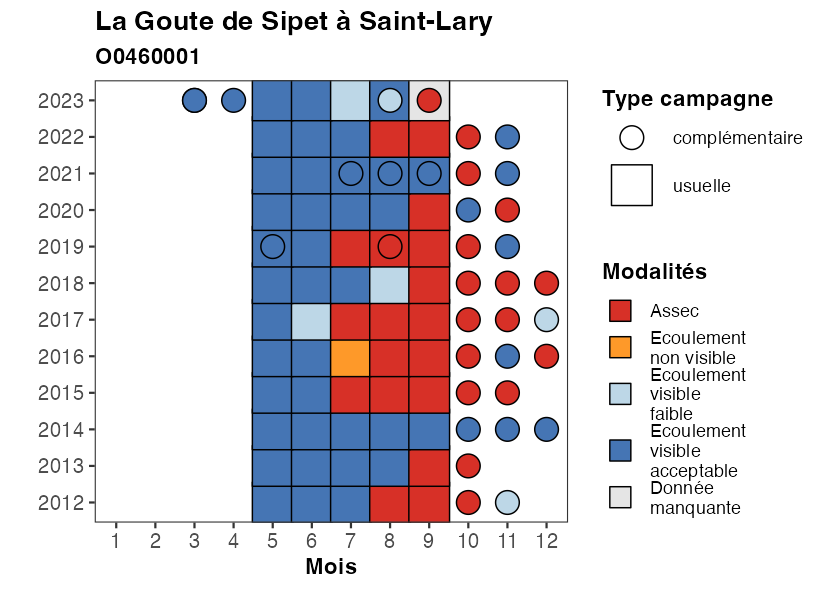 La Goute de Sipet à Saint-Lary
O0460001
2023
2022
2021
2020
2019
2018
2017
2016
2015
2014
2013
2012
1 2 3 4 5 6 7 8 9 10 11 12
Mois
Type campagne
complémentaire
usuelle
Modalités
Assec
Ecoulement
non visible
Ecoulement
visible
faible
Ecoulement
visible
acceptable
Donnée
manquante